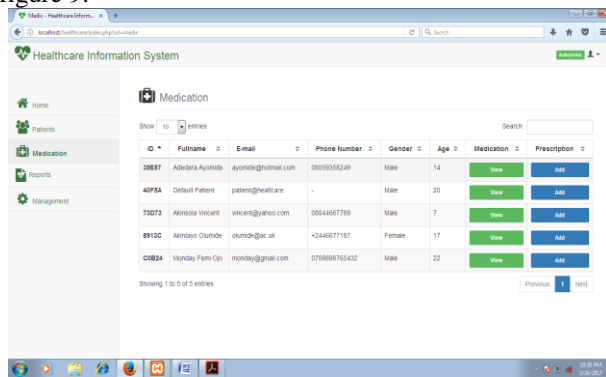 figure 9.
Medic - Healthcare Inform...
localhost/healthcare/index.php?url=medic
Search
Healthcare Information System
Adeyinka
Home
Patients
Medication
Reports
Management
Medication
Show 10 entries
Search:
ID Fullname E-mail Phone Number Gender Age Medication Prescription
39E87 Adedara Ayomide ayomide@hotmail.com 08059358249 Male 14 View Add
40F5A Default Patient patient@healtcare - Male 20 View Add
73D73 Akinsola Vincent vincent@yahoo.com 08044667789 Male 7 View Add
8913C Akintayo Olumide olumide@ac.uk +2446677187 Female 17 View Add
C0B24 Monday Femi Ojo monday@gmail.com 0709898765432 Male 22 View Add
Showing 1 to 5 of 5 entries
Previous 1 Next
10:20 PM